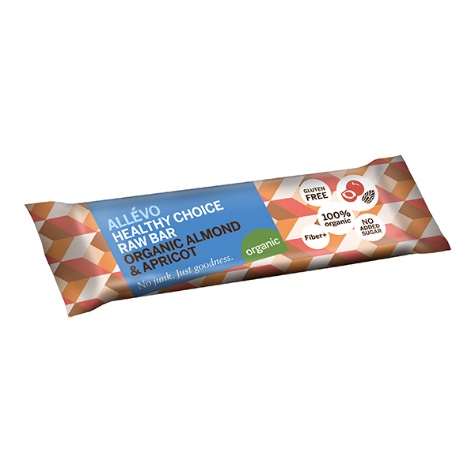 ALLÉVO
HEALTHY CHOICE
RAW BAR
ORGANIC ALMOND
& APRICOT
No junk. Just goodness.
organic
GLUTEN
FREE
100%
organic
Fiber+
NO
ADDED
SUGAR